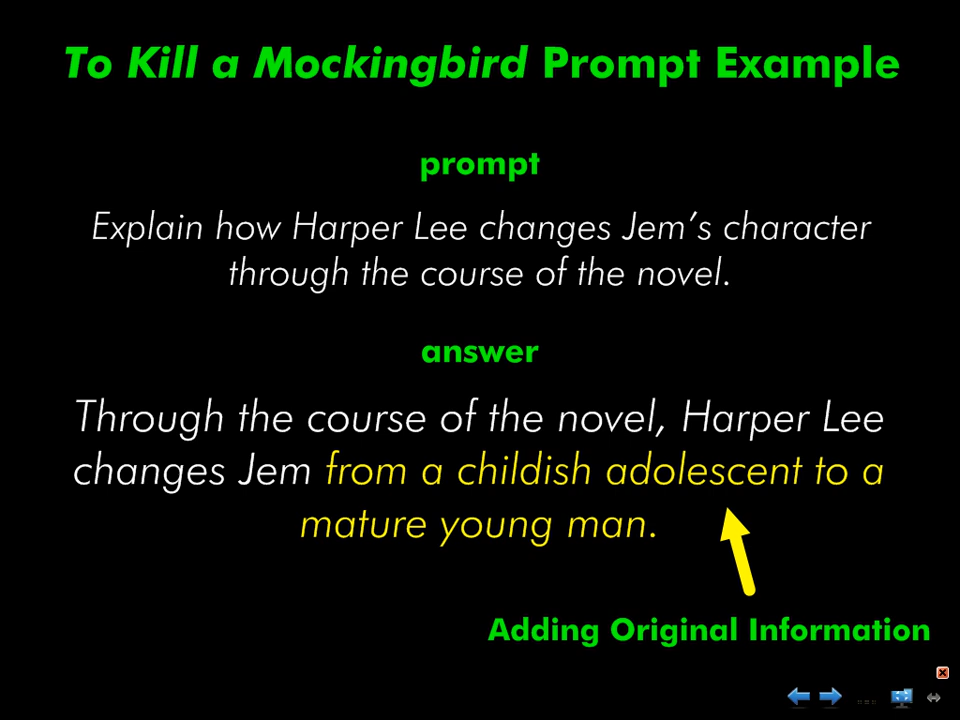 To Kill a Mockingbird Prompt Example
prompt
Explain how Harper Lee changes Jem's character
through the course of the novel.
answer
Through the course of the novel, Harper Lee
changes Jem from a childish adolescent to a
mature young man.
Adding Original Information